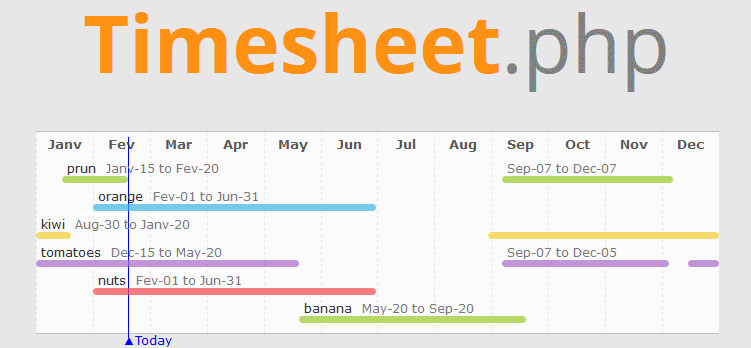 Timesheet.php
Janv Fev Mar Apr May Jun Jul Aug Sep Oct Nov Dec
prun Janv-15 to Fev-20 Sep-07 to Dec-07
orange Fev-01 to Jun-31
kiwi Aug-30 to Janv-20
tomatoes Dec-15 to May-20 Sep-07 to Dec-05
nuts Fev-01 to Jun-31
banana May-20 to Sep-20
Today